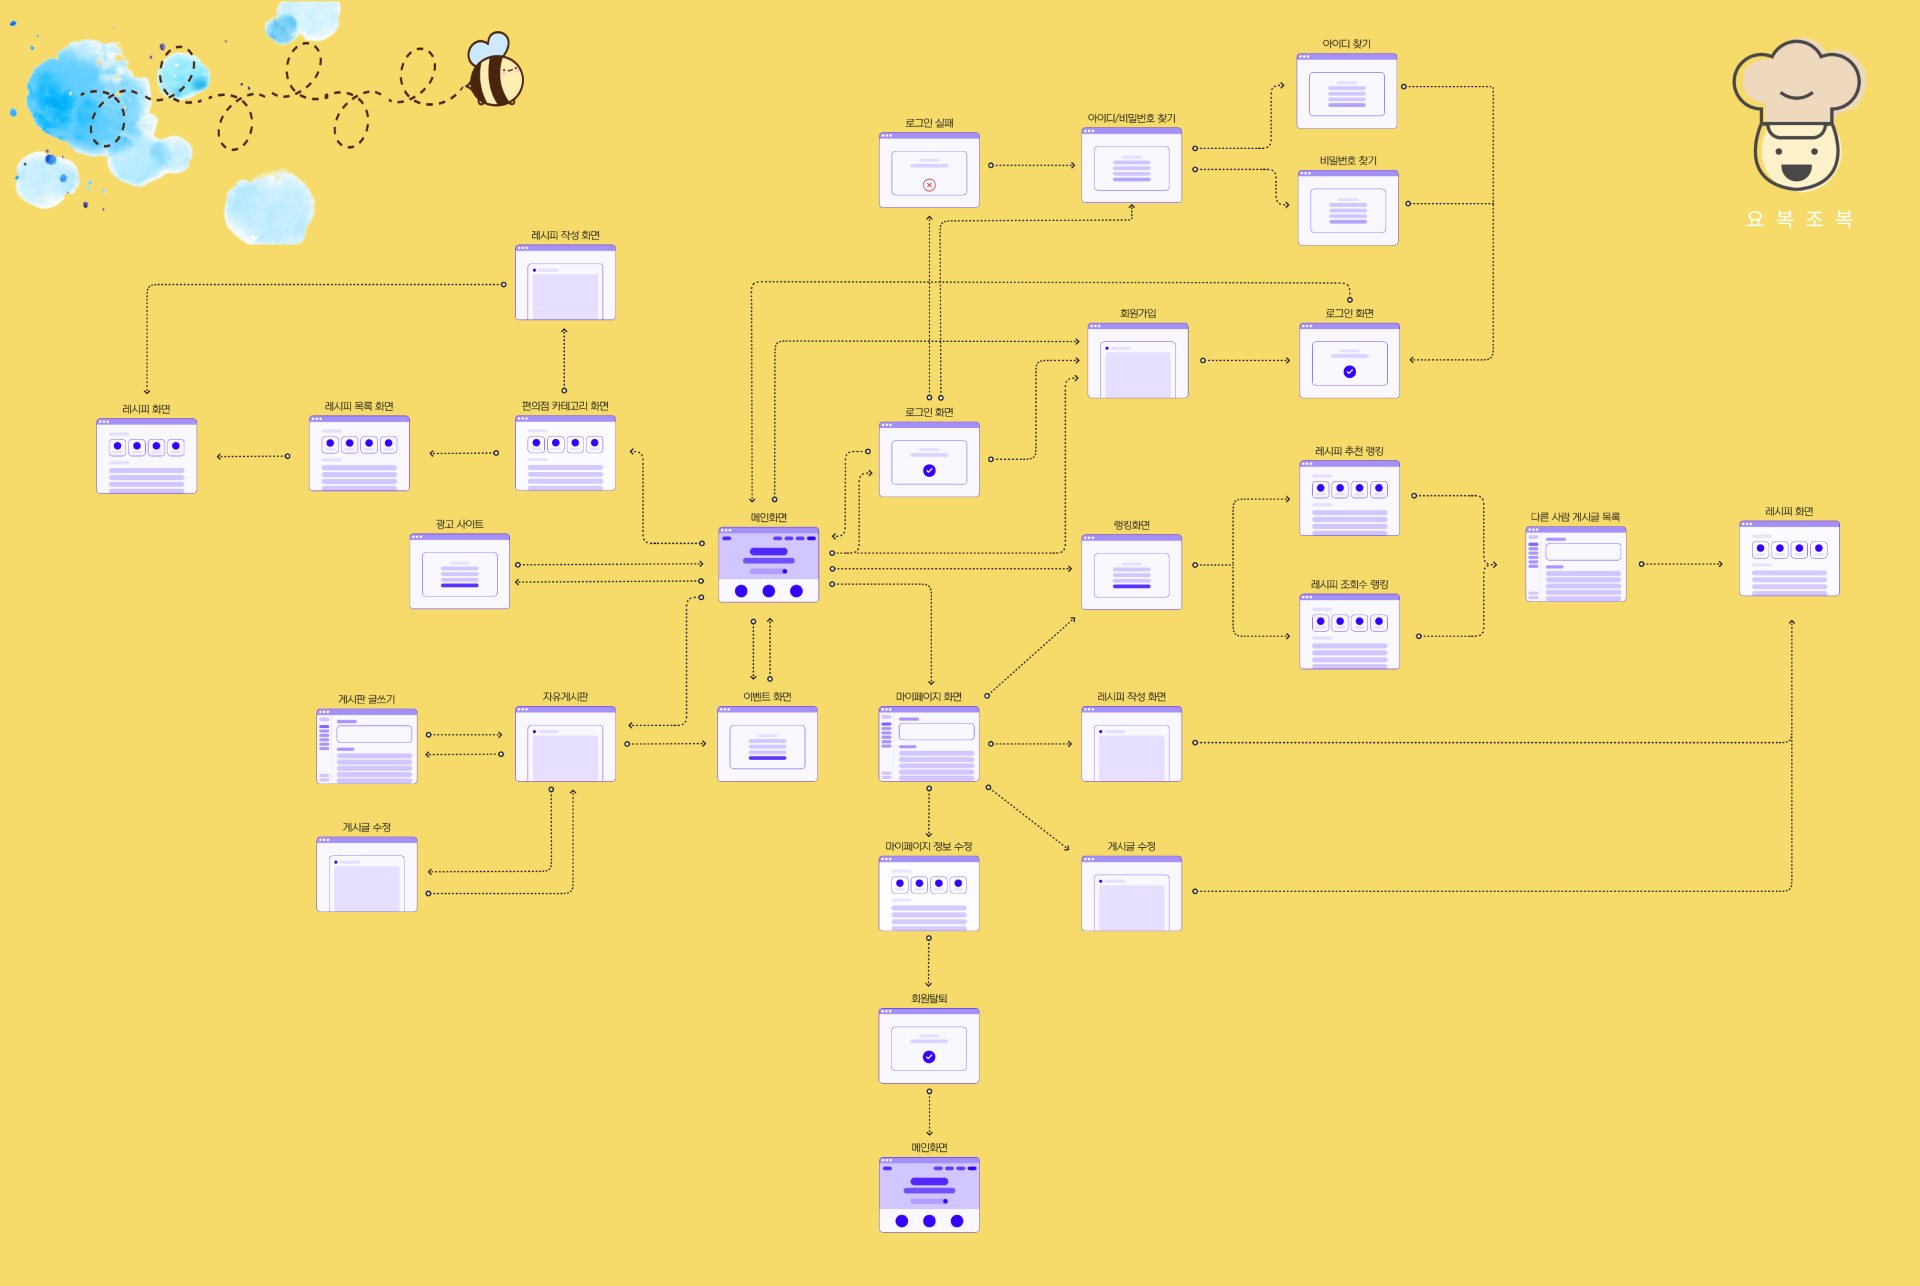 아이디 찾기
로그인 실패
아이디/비밀번호 찾기
비밀번호 찾기
요복조복
레시피 작성 화면
회원가입
로그인 화면
레시피 화면
레시피 목록 화면
편의점 카테고리 화면
로그인 화면
레시피 추천 랭킹
광고 사이트
메인화면
랭킹화면
다른 사람 게시글 목록
레시피 화면
레시피 조회수 랭킹
게시판 글쓰기
자유게시판
이벤트 화면
마이페이지 화면
레시피 작성 화면
게시글 수정
마이페이지 정보 수정
게시글 수정
회원탈퇴
메인화면